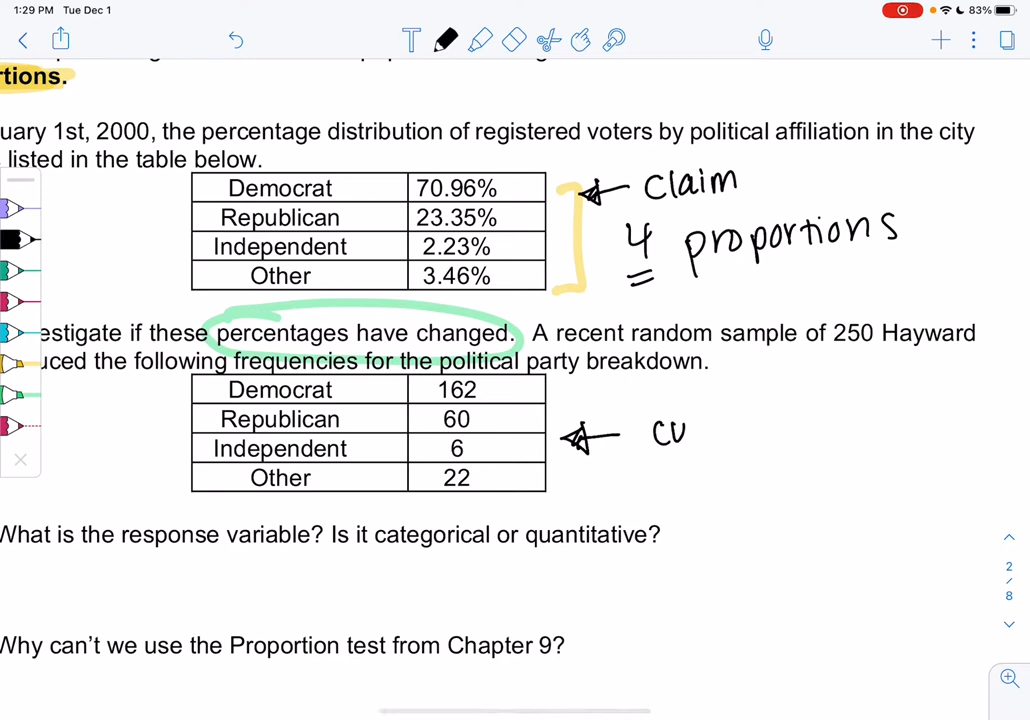 1:29 PM Tue Dec 1
83%
rtions.
uary 1st, 2000, the percentage distribution of registered voters by political affiliation in the city
listed in the table below.
Democrat 70.96%
Republican 23.35%
Independent 2.23%
Other 3.46%
claim
4 proportions
estigate if these percentages have changed. A recent random sample of 250 Hayward
uced the following frequencies for the political party breakdown.
Democrat 162
Republican 60
Independent 6
Other 22
cu
What is the response variable? Is it categorical or quantitative?
Why can't we use the Proportion test from Chapter 9?
2
/
8